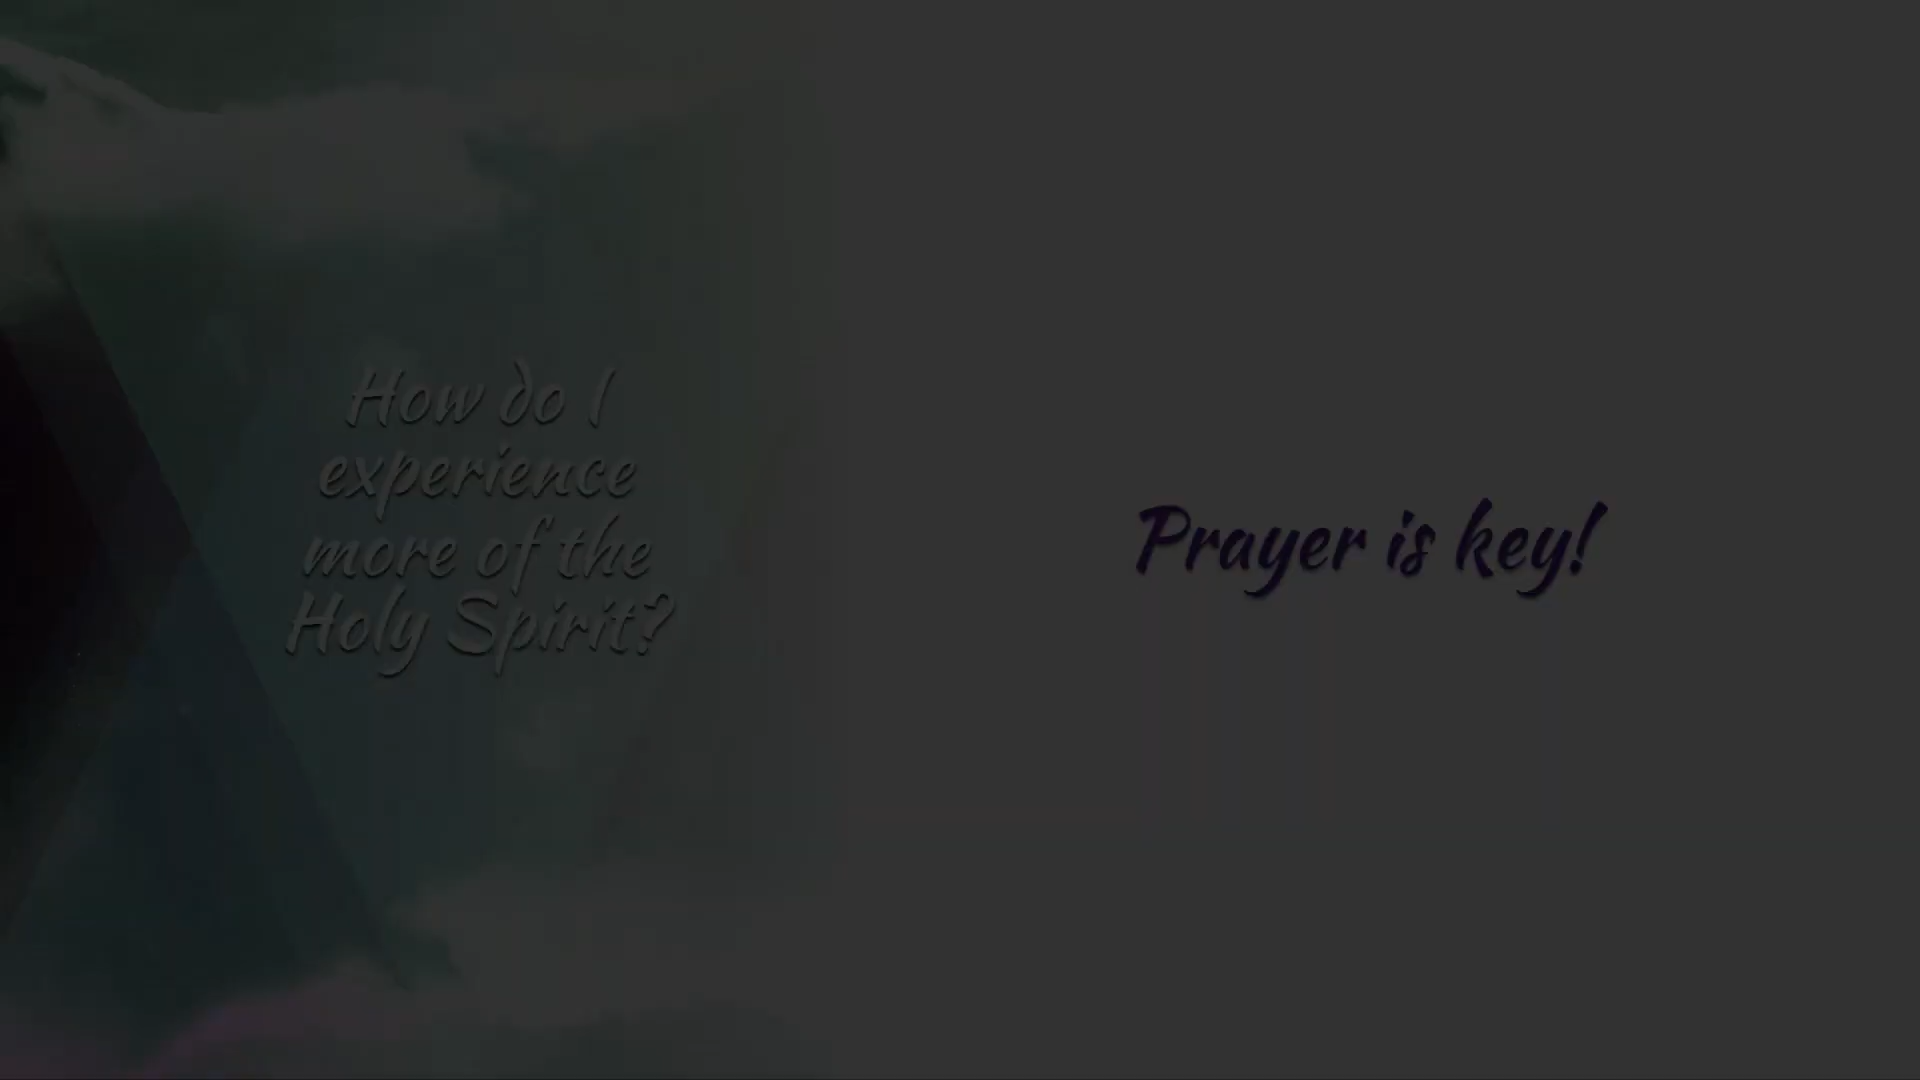 How do I
experience
more of the
Holy Spirit?
Prayer is key!